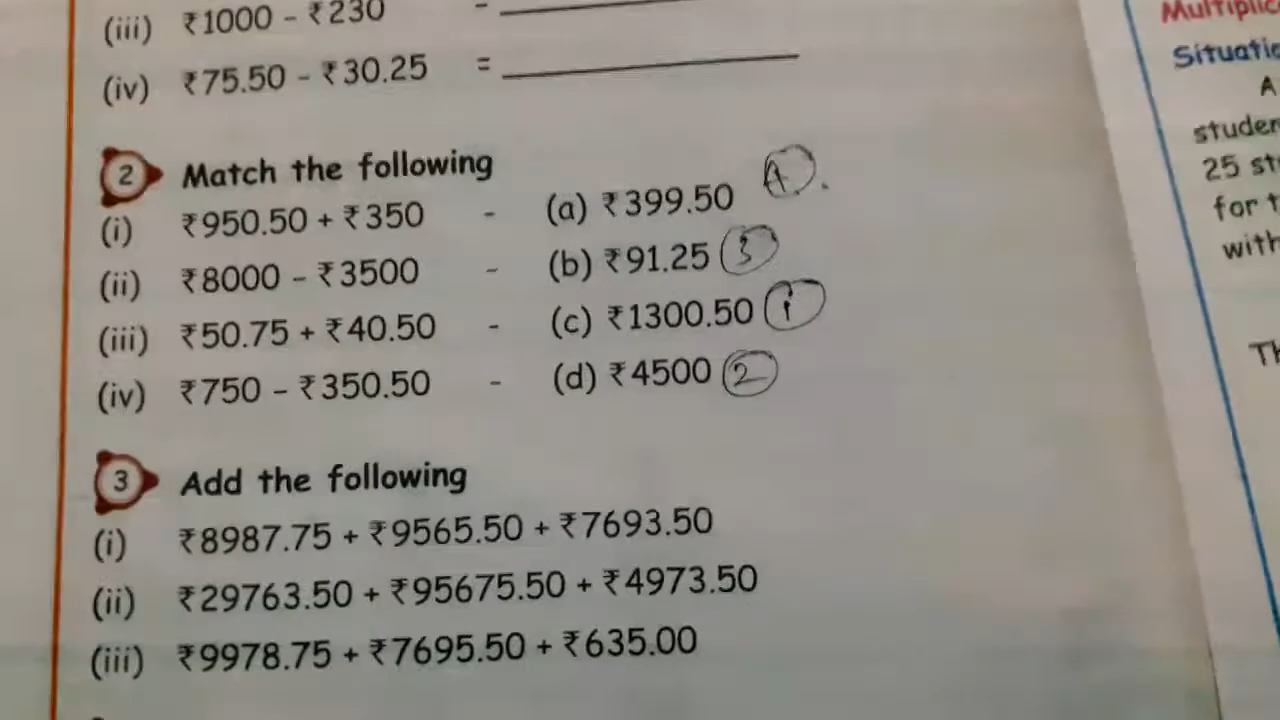 (iii) ₹1000 - ₹230 -
(iv) ₹75.50 - ₹30.25 =
2 Match the following
(i) ₹950.50 + ₹350 - (a) ₹399.50 4.
(ii) ₹8000 - ₹3500 - (b) ₹91.25 3
(iii) ₹50.75 + ₹40.50 - (c) ₹1300.50 1
(iv) ₹750 - ₹350.50 - (d) ₹4500 2
3 Add the following
(i) ₹8987.75 + ₹9565.50 + ₹7693.50
(ii) ₹29763.50 + ₹95675.50 + ₹4973.50
(iii) ₹9978.75 + ₹7695.50 + ₹635.00
Multiplic
Situatio
A
studen
25 st
for t
with
Th